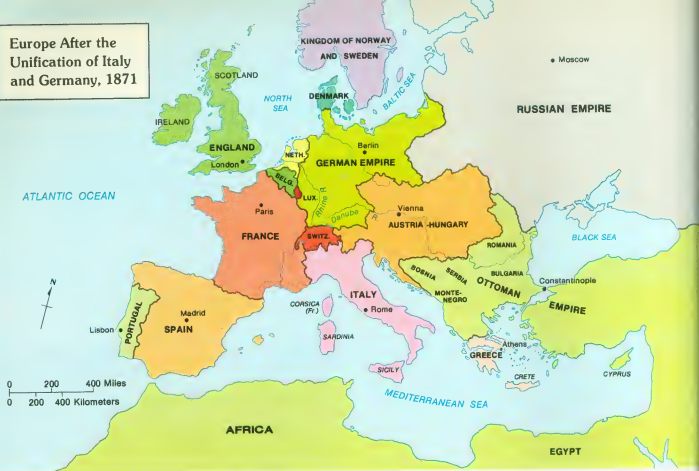 Europe After the
Unification of Italy
and Germany, 1871
KINGDOM OF NORWAY
AND SWEDEN
Moscow
SCOTLAND
NORTH
SEA
DENMARK
BALTIC SEA
RUSSIAN EMPIRE
IRELAND
ENGLAND
London
NETH.
Berlin
GERMAN EMPIRE
BELG.
LUX.
Rhine R
ATLANTIC OCEAN
Paris
Danube
R
Vienna
AUSTRIA-HUNGARY
FRANCE
SWITZ.
BLACK SEA
ROMANIA
BOSNIA
SERBIA
BULGARIA
OTTOMAN
EMPIRE
Constantinople
MONTE-
NEGRO
N
ITALY
Rome
CORSICA
(Fr.)
PORTUGAL
Madrid
SPAIN
Lisbon
SARDINIA
Athens
GREECE
SICILY
CRETE
CYPRUS
0 200 400 Miles
0 200 400 Kilometers
MEDITERRANEAN SEA
AFRICA
EGYPT